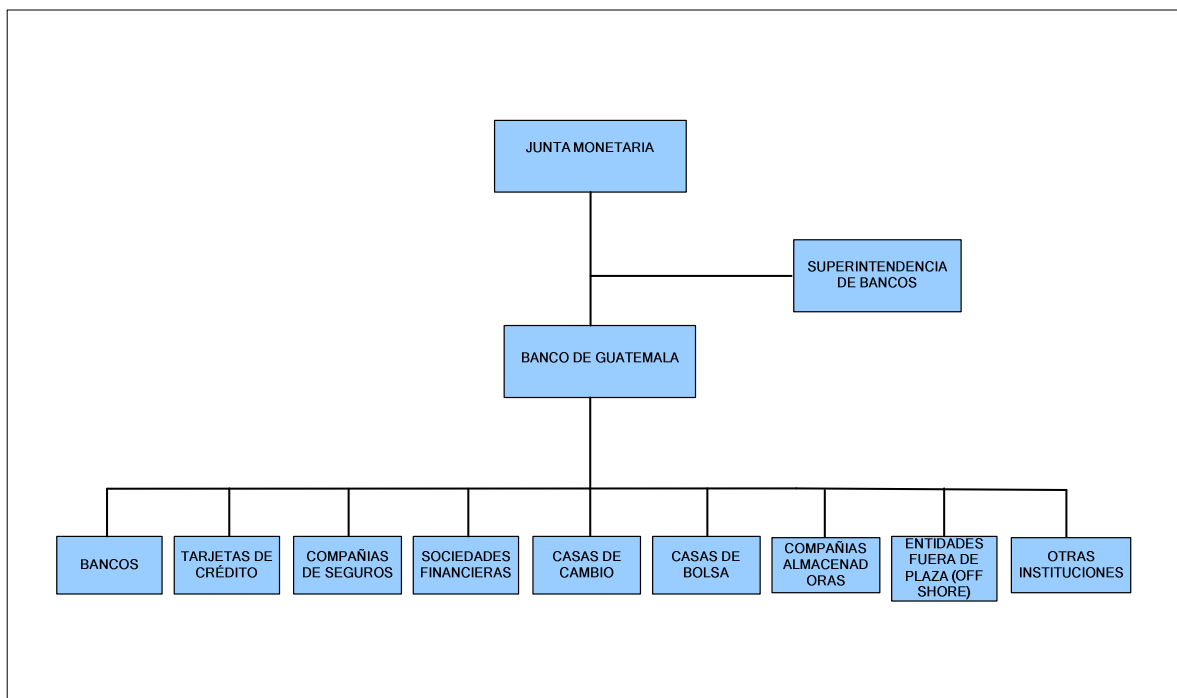 JUNTA MONETARIA
SUPERINTENDENCIA
DE BANCOS
BANCO DE GUATEMALA
BANCOS
TARJETAS DE
CRÉDITO
COMPAÑIAS
DE SEGUROS
SOCIEDADES
FINANCIERAS
CASAS DE
CAMBIO
CASAS DE
BOLSA
COMPAÑIAS
ALMACENAD
ORAS
ENTIDADES
FUERA DE
PLAZA (OFF
SHORE)
OTRAS
INSTITUCIONES